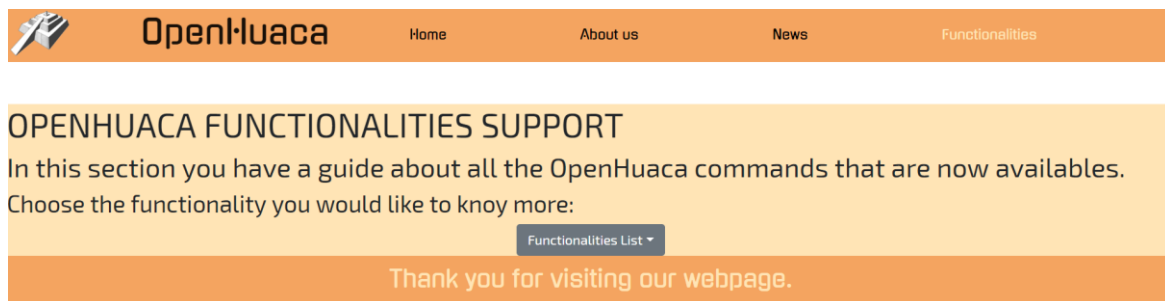 OpenHuaca Home About us News Functionalities
OPENHUACA FUNCTIONALITIES SUPPORT
In this section you have a guide about all the OpenHuaca commands that are now availables.
Choose the functionality you would like to knoy more:
Functionalities List
Thank you for visiting our webpage.